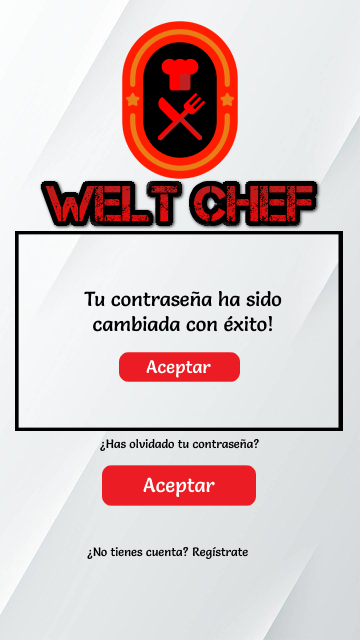 WELT CHEF
Tu contraseña ha sido
cambiada con éxito!
Aceptar
¿Has olvidado tu contraseña?
Aceptar
¿No tienes cuenta? Regístrate